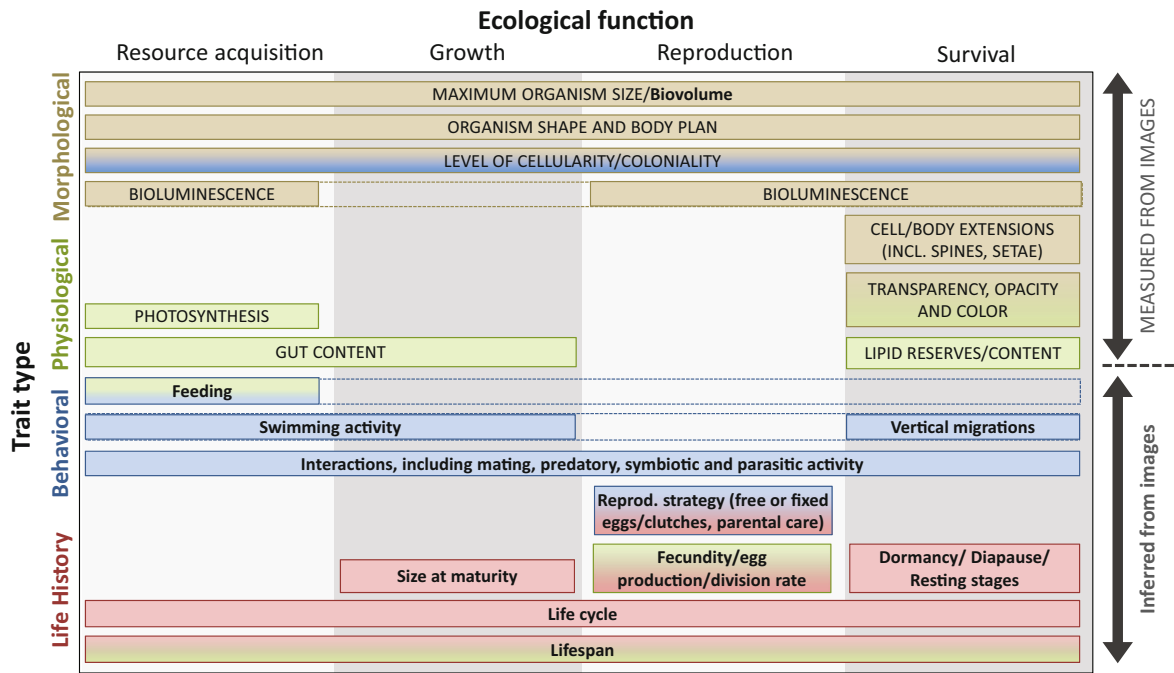 Ecological function
Resource acquisition
Growth
Reproduction
Survival
Trait type
Morphological
Physiological
Behavioral
Life History
MAXIMUM ORGANISM SIZE/Biovolume
ORGANISM SHAPE AND BODY PLAN
LEVEL OF CELLULARITY/COLONIALITY
BIOLUMINESCENCE
BIOLUMINESCENCE
CELL/BODY EXTENSIONS
(INCL. SPINES, SETAE)
TRANSPARENCY, OPACITY
AND COLOR
PHOTOSYNTHESIS
GUT CONTENT
LIPID RESERVES/CONTENT
Feeding
Swimming activity
Vertical migrations
Interactions, including mating, predatory, symbiotic and parasitic activity
Reprod. strategy (free or fixed
eggs/clutches, parental care)
Size at maturity
Fecundity/egg
production/division rate
Dormancy/ Diapause/
Resting stages
Life cycle
Lifespan
MEASURED FROM IMAGES
Inferred from images